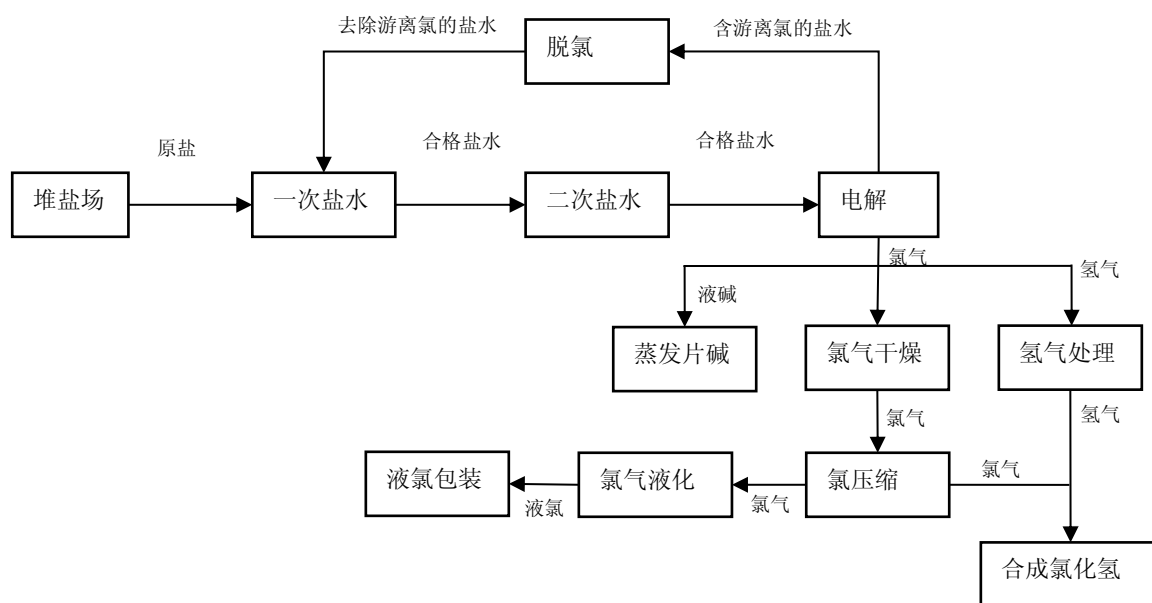 去除游离氯的盐水
脱氯
含游离氯的盐水
原盐
合格盐水
合格盐水
堆盐场
一次盐水
二次盐水
电解
氯气
氢气
液碱
蒸发片碱
氯气干燥
氢气处理
氯气
氢气
液氯包装
氯气液化
氯压缩
氯气
液氯
氯气
合成氯化氢